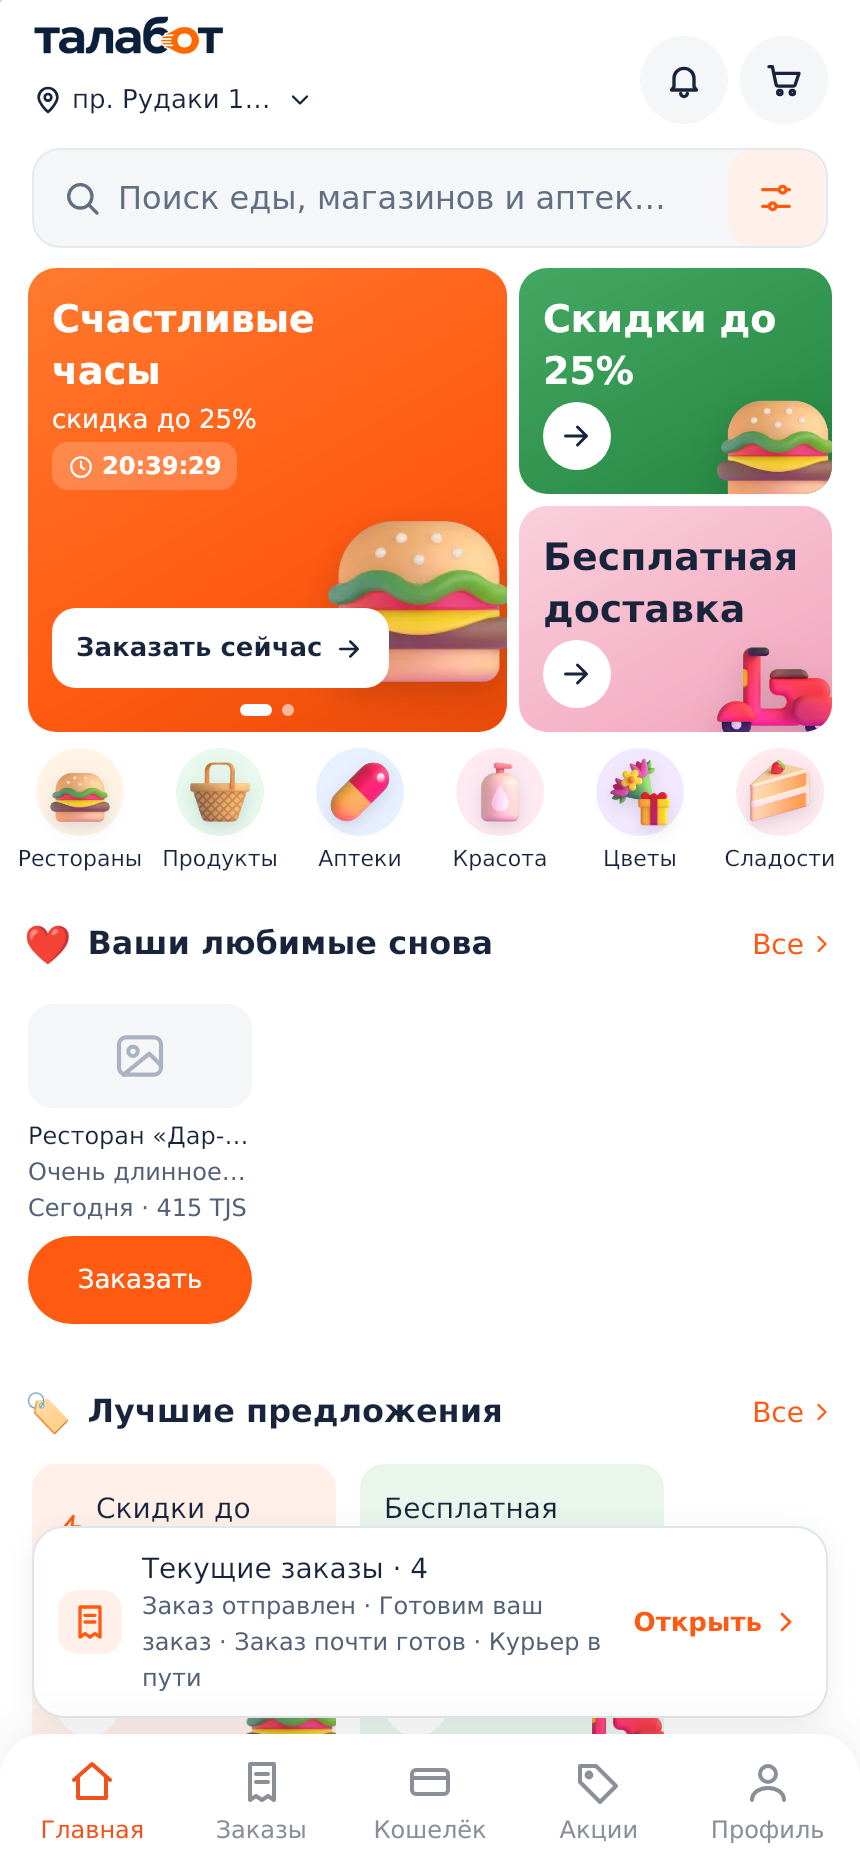 талабот
пр. Рудаки 1...
Поиск еды, магазинов и аптек...
Счастливые
часы
скидка до 25%
20:39:29
Заказать сейчас
Скидки до
25%
Бесплатная
доставка
Рестораны
Продукты
Аптеки
Красота
Цветы
Сладости
Ваши любимые снова
Все
Ресторан «Дар-...
Очень длинное...
Сегодня · 415 TJS
Заказать
Лучшие предложения
Все
Скидки до
Бесплатная
Текущие заказы · 4
Заказ отправлен · Готовим ваш
заказ · Заказ почти готов · Курьер в
пути
Открыть
Главная
Заказы
Кошелёк
Акции
Профиль